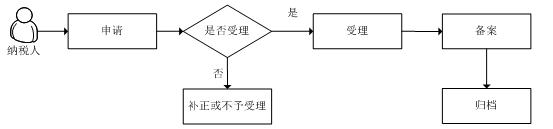 纳税人
申请
是否受理
是
受理
备案
否
补正或不予受理
归档